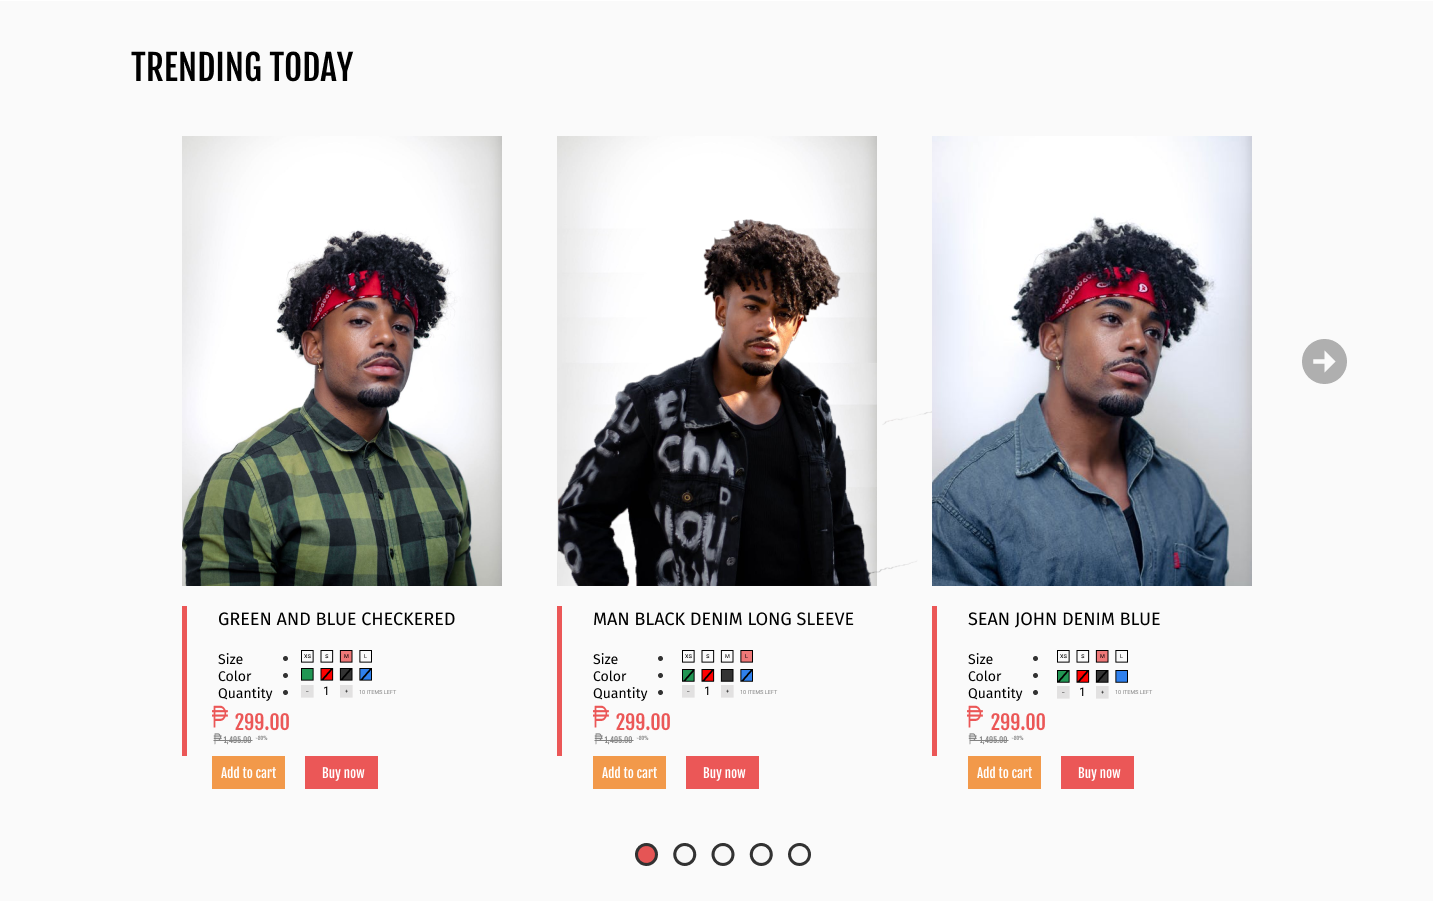 TRENDING TODAY
GREEN AND BLUE CHECKERED
Size XS S M L
Color
Quantity - 1 + 10 ITEMS LEFT
₱ 299.00
₱ 1,495.00 -80%
Add to cart Buy now
EL
ChA
D
YOU
MAN BLACK DENIM LONG SLEEVE
Size XS S M L
Color
Quantity - 1 + 10 ITEMS LEFT
₱ 299.00
₱ 1,495.00 -80%
Add to cart Buy now
D
SEAN JOHN DENIM BLUE
Size XS S M L
Color
Quantity - 1 + 10 ITEMS LEFT
₱ 299.00
₱ 1,495.00 -80%
Add to cart Buy now